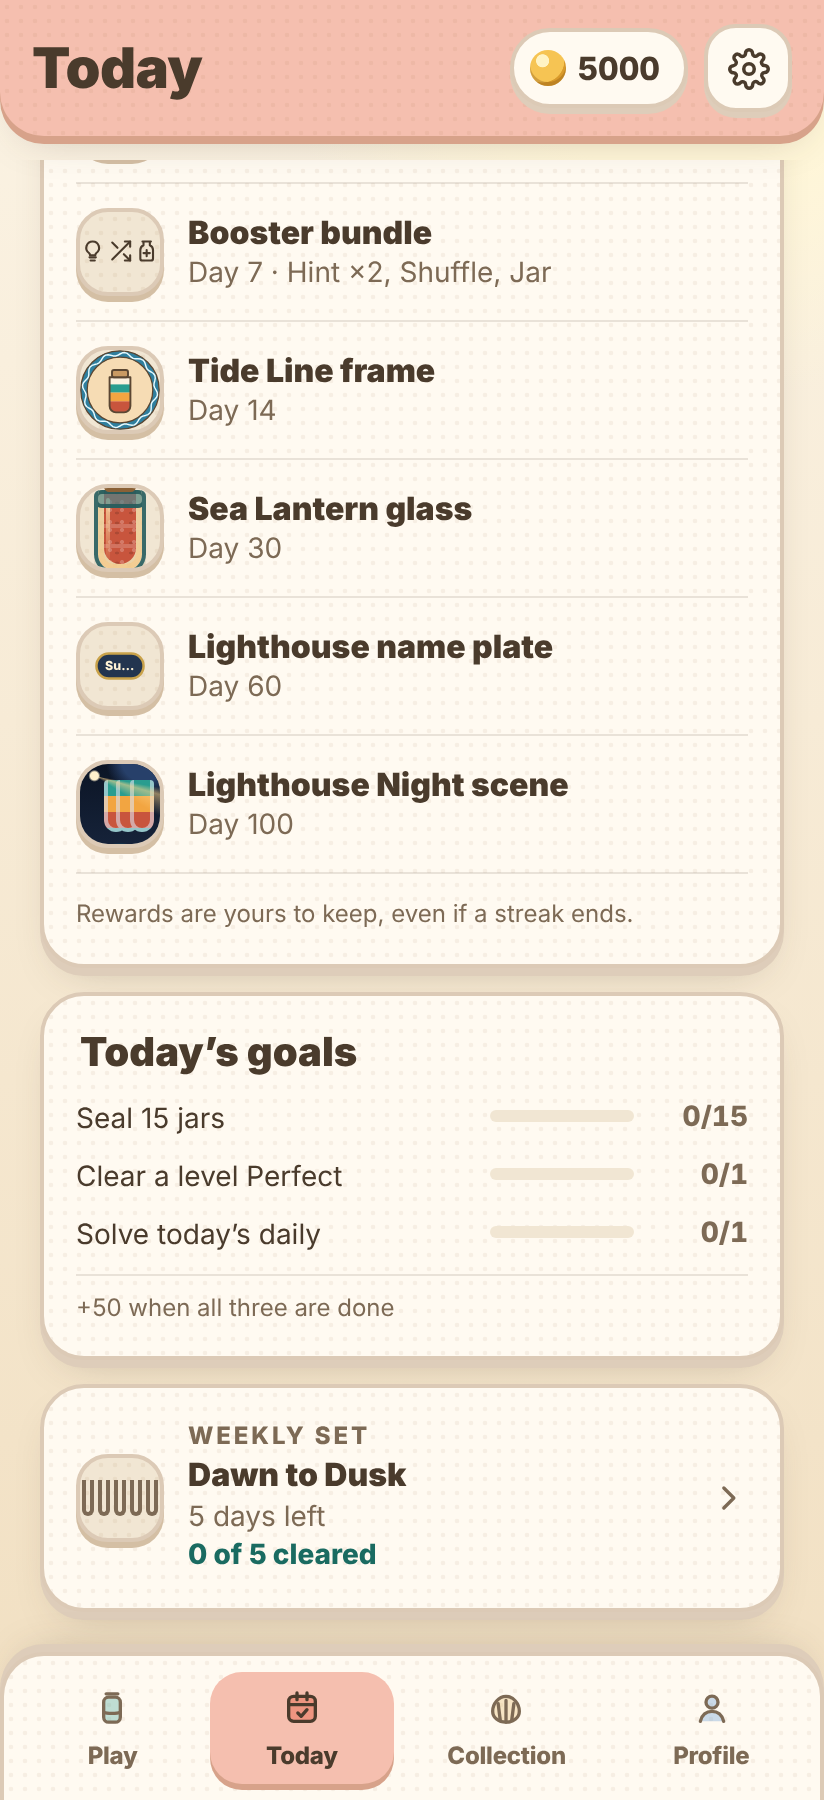 Today
5000
Booster bundle
Day 7 · Hint ×2, Shuffle, Jar
Tide Line frame
Day 14
Sea Lantern glass
Day 30
Su...
Lighthouse name plate
Day 60
Lighthouse Night scene
Day 100
Rewards are yours to keep, even if a streak ends.
Today’s goals
Seal 15 jars 0/15
Clear a level Perfect 0/1
Solve today’s daily 0/1
+50 when all three are done
WEEKLY SET
Dawn to Dusk
5 days left
0 of 5 cleared
Play Today Collection Profile